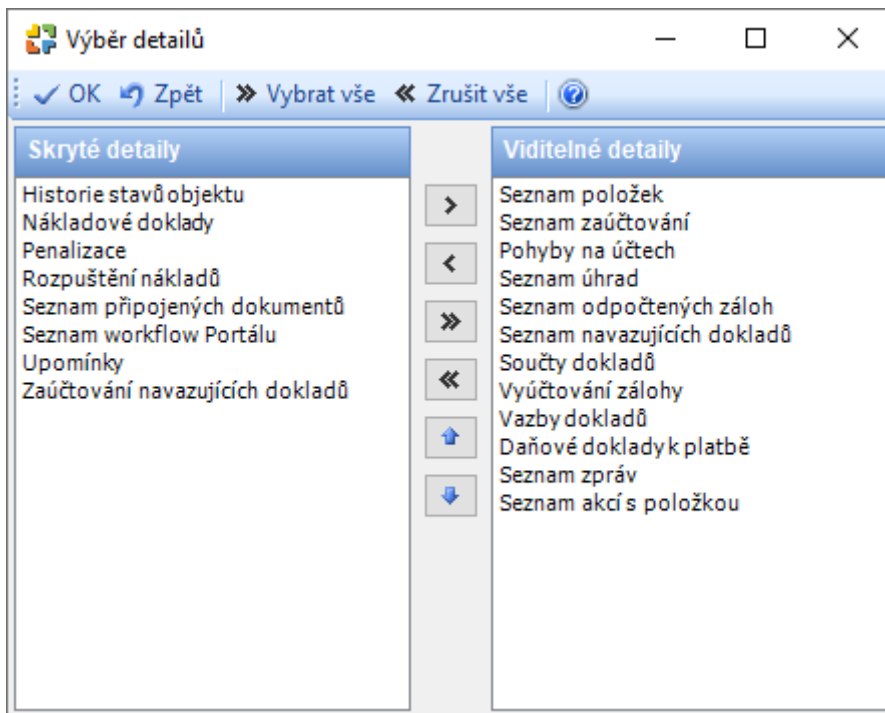 Výběr detailů
OK Zpět Vybrat vše Zrušit vše
Skryté detaily
Historie stavů objektu
Nákladové doklady
Penalizace
Rozpuštění nákladů
Seznam připojených dokumentů
Seznam workflow Portálu
Upomínky
Zaúčtování navazujících dokladů
Viditelné detaily
Seznam položek
Seznam zaúčtování
Pohyby na účtech
Seznam úhrad
Seznam odpočtených záloh
Seznam navazujících dokladů
Součty dokladů
Vyúčtování zálohy
Vazby dokladů
Daňové doklady k platbě
Seznam zpráv
Seznam akcí s položkou